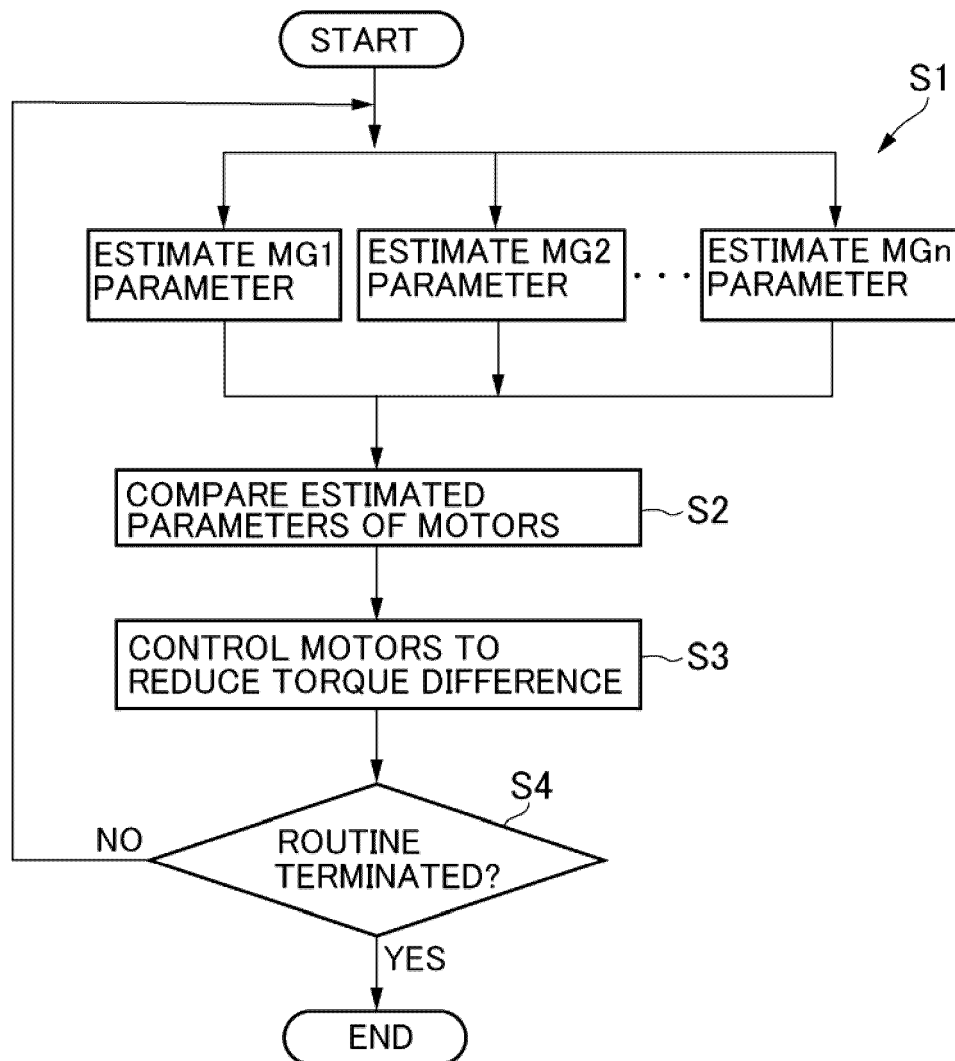 START
S1
ESTIMATE MG1
PARAMETER
ESTIMATE MG2
PARAMETER
· · ·
ESTIMATE MGn
PARAMETER
COMPARE ESTIMATED
PARAMETERS OF MOTORS
S2
CONTROL MOTORS TO
REDUCE TORQUE DIFFERENCE
S3
S4
NO
ROUTINE
TERMINATED?
YES
END